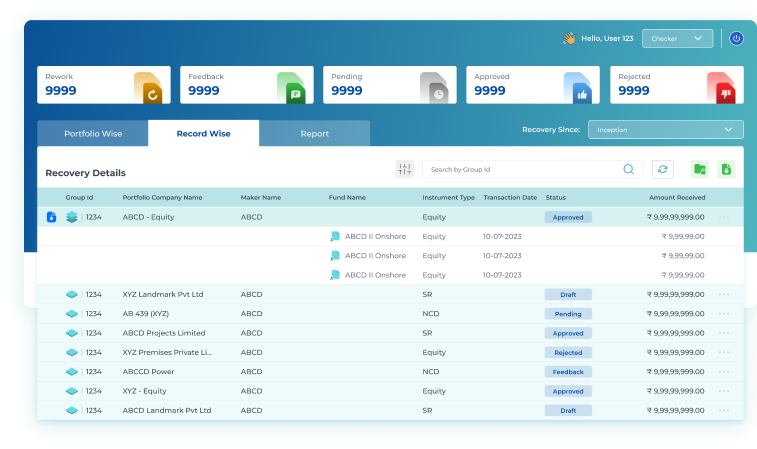 Hello, User 123 Checker
Rework Feedback Pending Approved Rejected
9999 9999 9999 9999 9999
Portfolio Wise Record Wise Report Recovery Since: Inception
Recovery Details Search by Group Id
Group Id Portfolio Company Name Maker Name Fund Name Instrument Type Transaction Date Status Amount Received
1234 ABCD - Equity ABCD Equity Approved ₹ 9,99,99,999.00
ABCD II Onshore Equity 10-07-2023 ₹ 9,99,99.00
ABCD II Onshore Equity 10-07-2023 ₹ 9,99,99.00
ABCD II Onshore Equity 10-07-2023 ₹ 9,99,99.00
1234 XYZ Landmark Pvt Ltd ABCD SR Draft ₹ 9,99,99,999.00
1234 AB 439 (XYZ) ABCD NCD Pending ₹ 9,99,99,999.00
1234 ABCD Projects Limited ABCD SR Approved ₹ 9,99,99,999.00
1234 XYZ Premises Private Li... ABCD Equity Rejected ₹ 9,99,99,999.00
1234 ABCCD Power ABCD NCD Feedback ₹ 9,99,99,999.00
1234 XYZ - Equity ABCD Equity Approved ₹ 9,99,99,999.00
1234 ABCD Landmark Pvt Ltd ABCD SR Draft ₹ 9,99,99,999.00